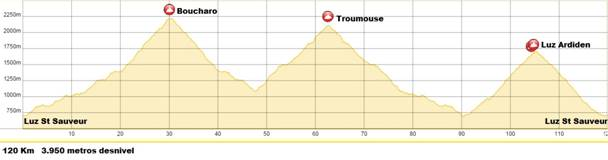 Boucharo
Troumouse
Luz Ardiden
2250m
2000m
1750m
1500m
1250m
1000m
750m
Luz St Sauveur
Luz St Sauveur
10 20 30 40 50 60 70 80 90 100 110 12
120 Km 3.950 metros desnivel